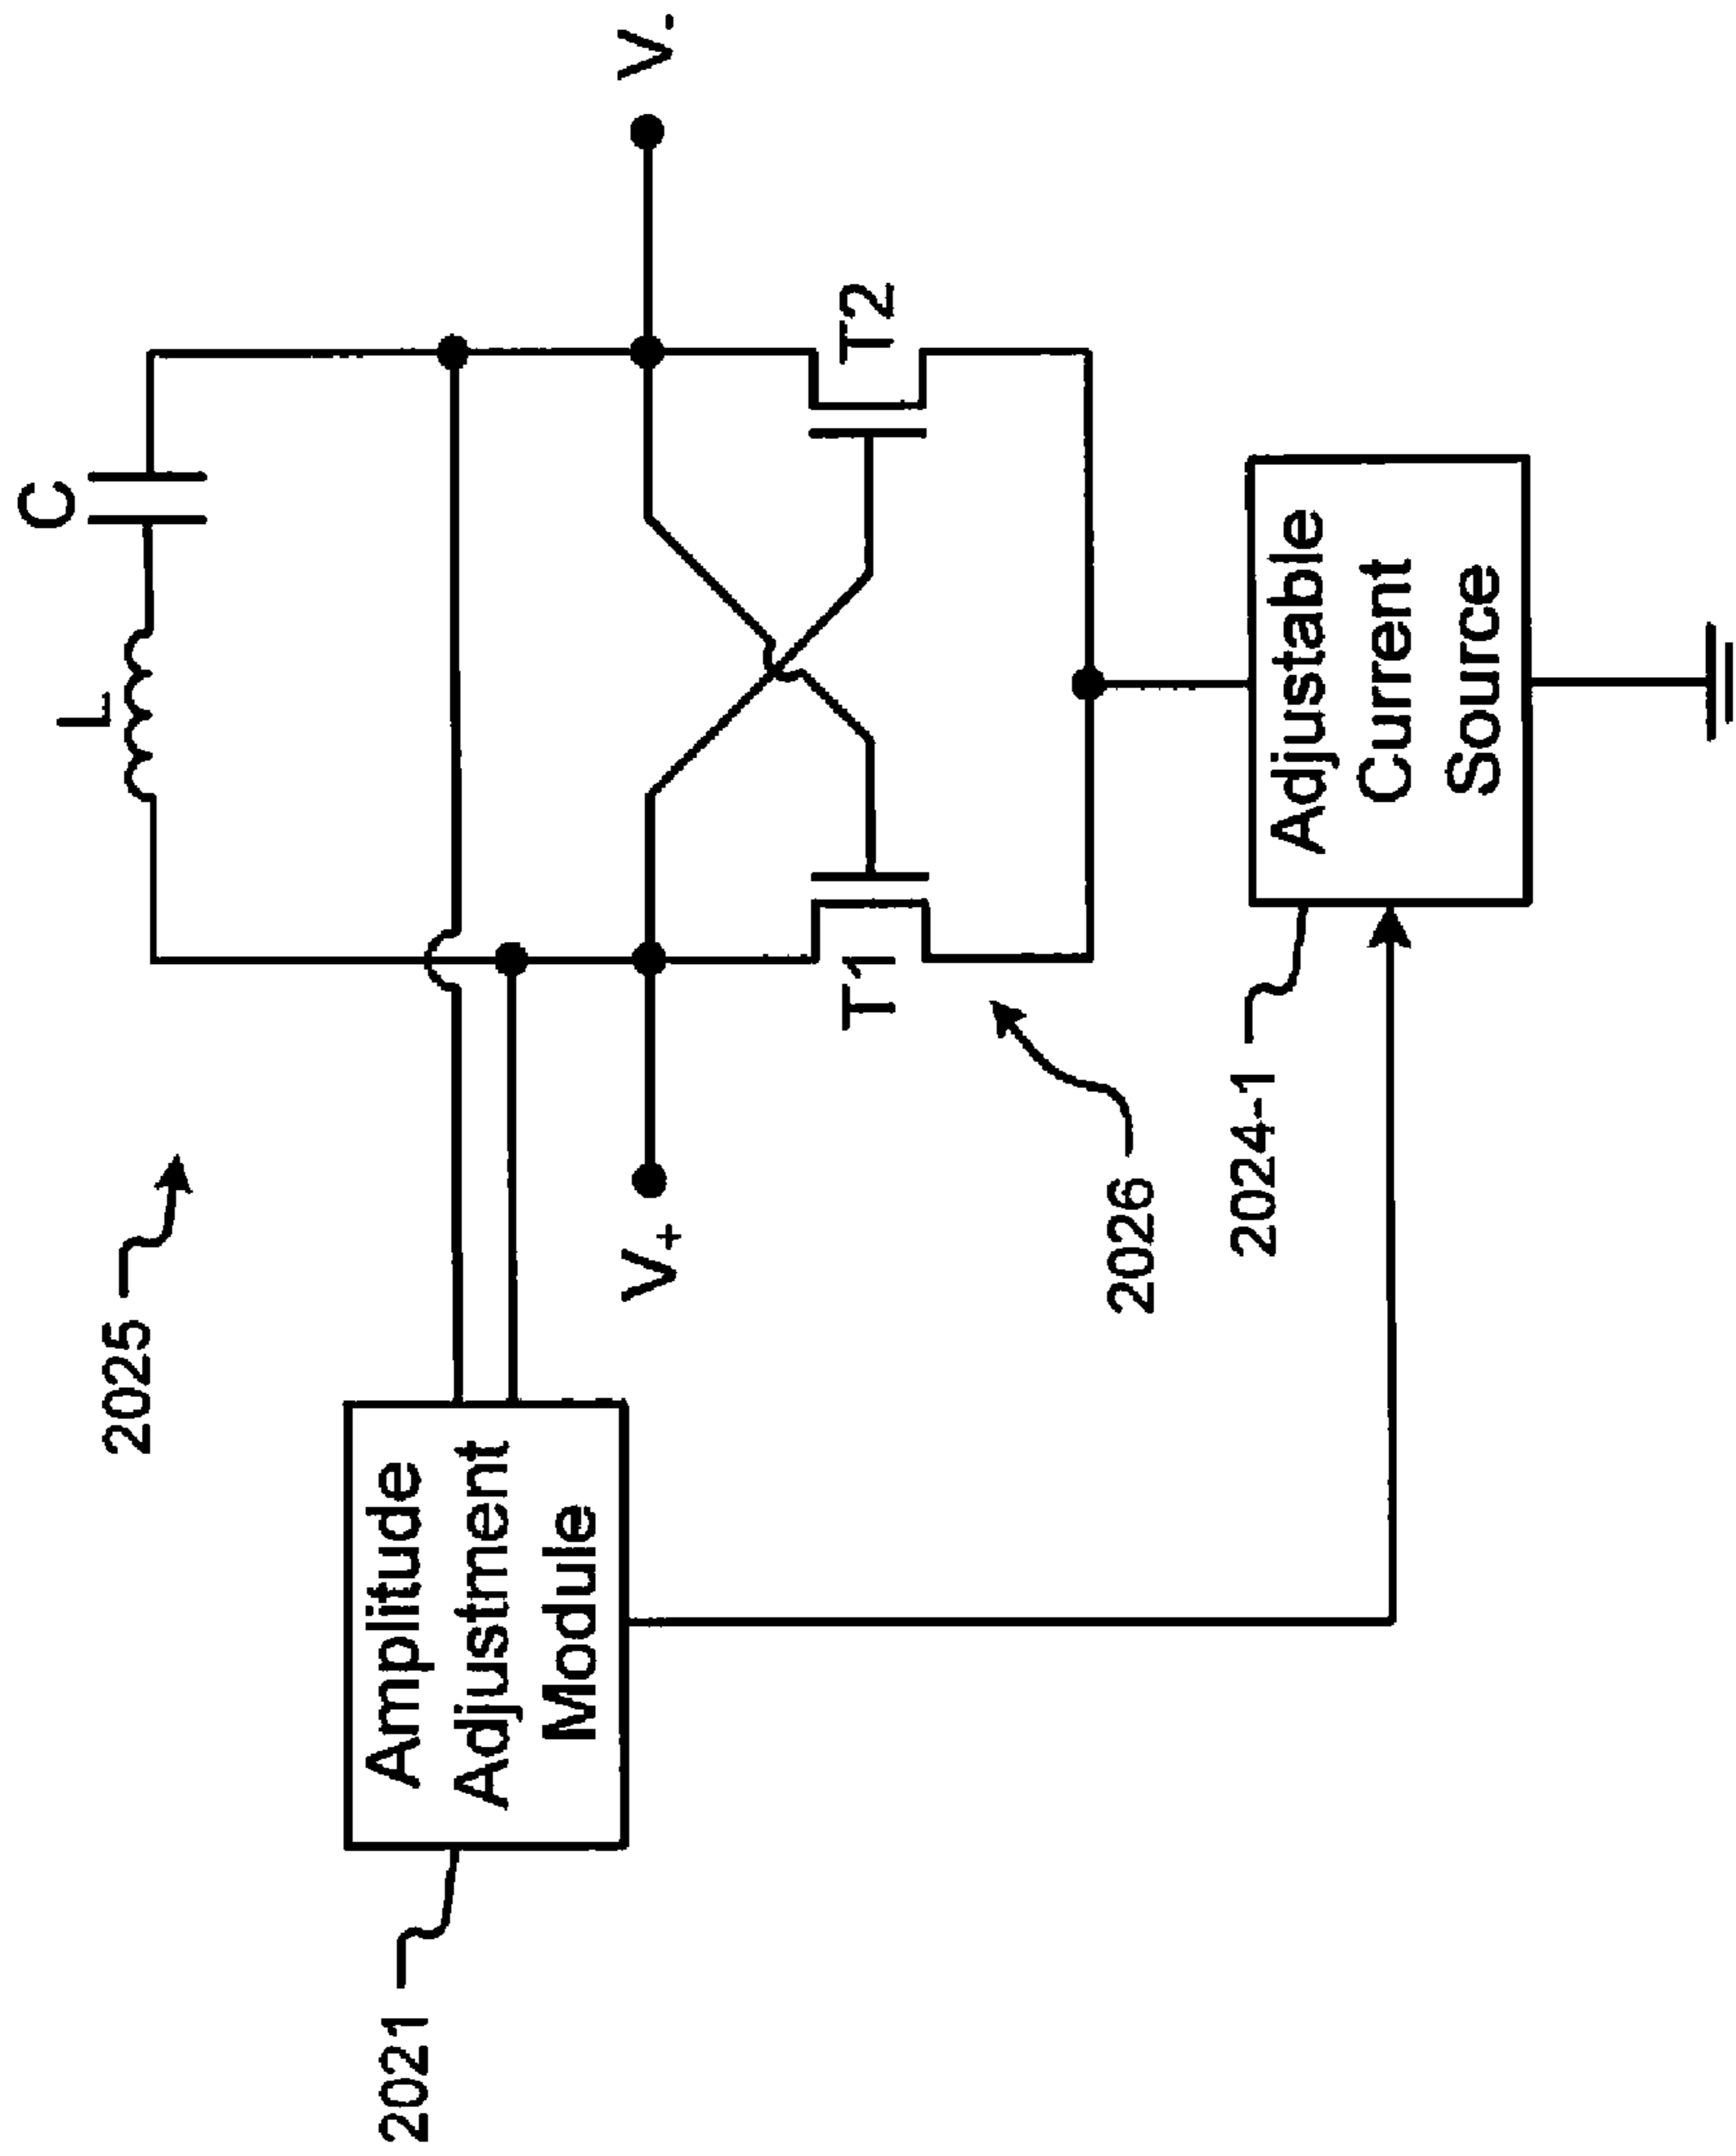 2025
L
C
2021
Amplitude
Adjustment
Module
V+
V-
T1
T2
2026
2024-1
Adjustable
Current
Source